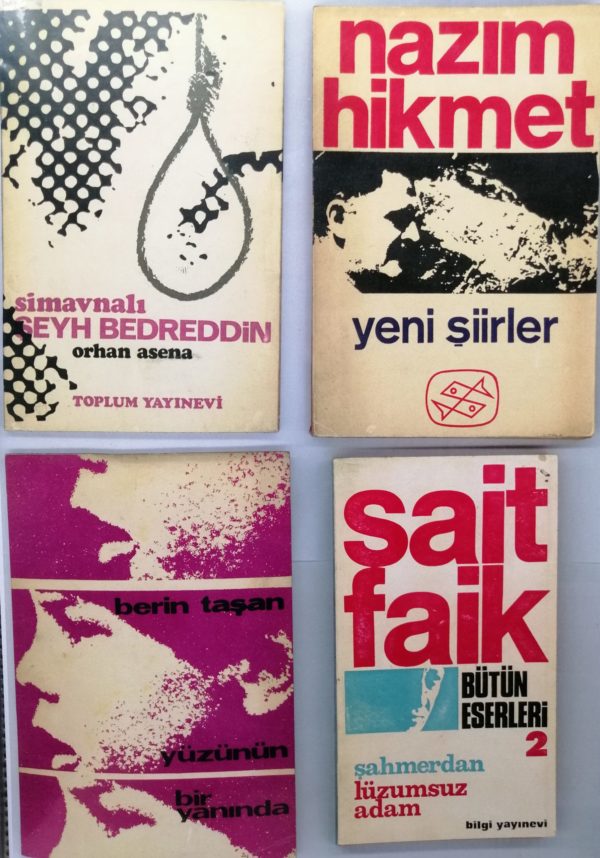 simavnalı
ŞEYH BEDREDDİN
orhan asena
TOPLUM YAYINEVİ
nazım
hikmet
yeni şiirler
berin taşan
yüzünün
bir
yanında
sait
faik
BÜTÜN
ESERLERİ
2
şahmerdan
lüzumsuz
adam
bilgi yayınevi